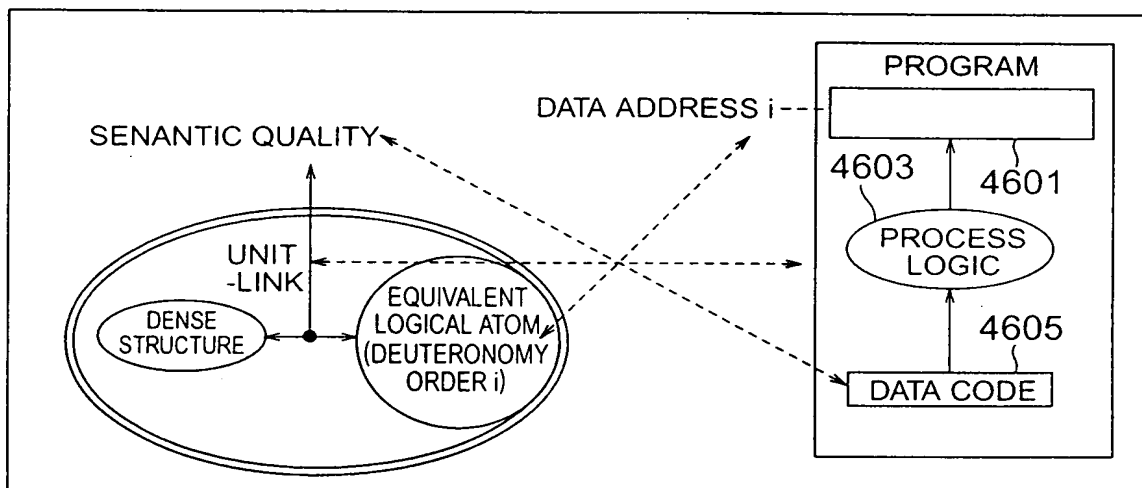 PROGRAM
DATA ADDRESS i
SENANTIC QUALITY
4603
4601
UNIT
-LINK
PROCESS
LOGIC
EQUIVALENT
LOGICAL ATOM
(DEUTERONOMY
ORDER i)
DENSE
STRUCTURE
4605
DATA CODE